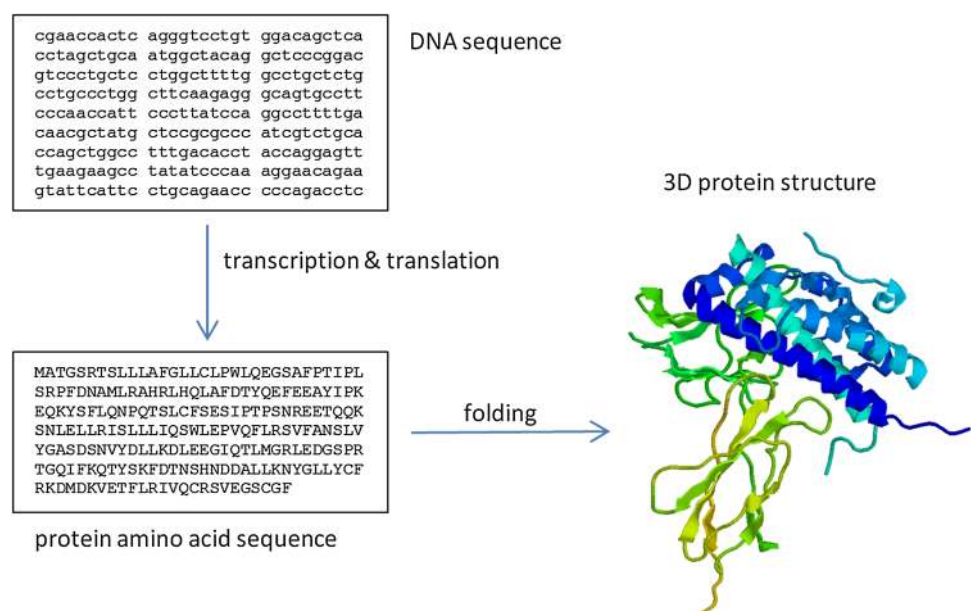 cgaaccactc agggtcctgt ggacagctca
cctagctgca atggctacag gctcccggac
gtccctgctc ctggcttttg gcctgctctg
cctgccctgg cttcaagagg gcagtgcctt
cccaaccatt cccttatcca ggccttttga
caacgctatg ctccgcgccc atcgtctgca
ccagctggcc tttgacacct accaggagtt
tgaagaagcc tatatcccaa aggaacagaa
gtattcattc ctgcagaacc cccagacctc
DNA sequence
transcription & translation
MATGSRTSLLLAFGLLCLPWLQEGSAFPTIPL
SRPFDNAMLRAHRLHQLAFDTYQEFEEAYIPK
EQKYSFLQNPQTSLCFSESIPTPSNREETQQK
SNLELLRISLLLIQSWLEPVQFLRSVFANSLV
YGASDSNVYDLLKDLEEGIQTLMGRLEDGSPR
TGQIFKQTYSKFDTNSHNDDALLKNYGLLYCF
RKDMDKVETFLRIVQCRSVEGSCGF
protein amino acid sequence
folding
3D protein structure